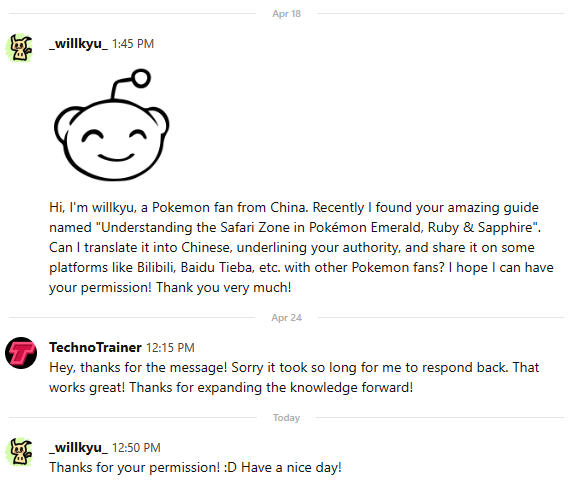 Apr 18
_willkyu_ 1:45 PM
Hi, I'm willkyu, a Pokemon fan from China. Recently I found your amazing guide
named "Understanding the Safari Zone in Pokémon Emerald, Ruby & Sapphire".
Can I translate it into Chinese, underlining your authority, and share it on some
platforms like Bilibili, Baidu Tieba, etc. with other Pokemon fans? I hope I can have
your permission! Thank you very much!
Apr 24
TechnoTrainer 12:15 PM
Hey, thanks for the message! Sorry it took so long for me to respond back. That
works great! Thanks for expanding the knowledge forward!
Today
_willkyu_ 12:50 PM
Thanks for your permission! :D Have a nice day!